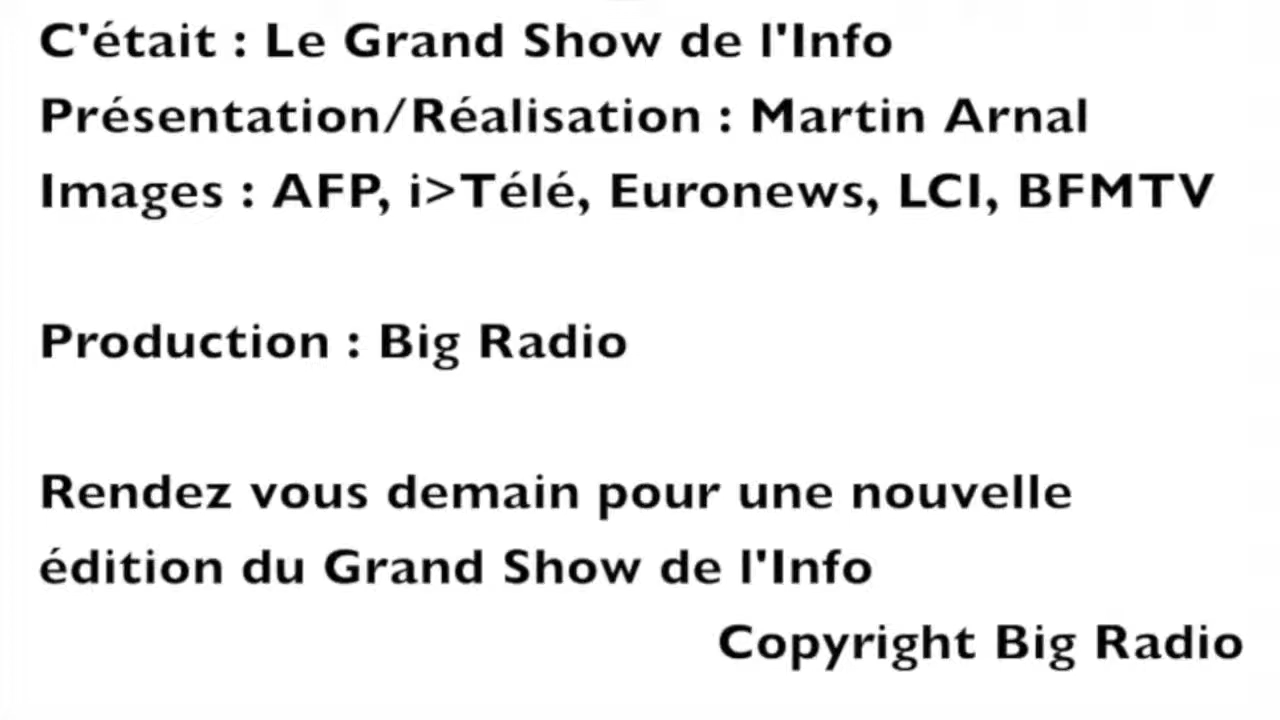 C'était : Le Grand Show de l'Info
Présentation/Réalisation : Martin Arnal
Images : AFP, i>Télé, Euronews, LCI, BFMTV
Production : Big Radio
Rendez vous demain pour une nouvelle
édition du Grand Show de l'Info
Copyright Big Radio